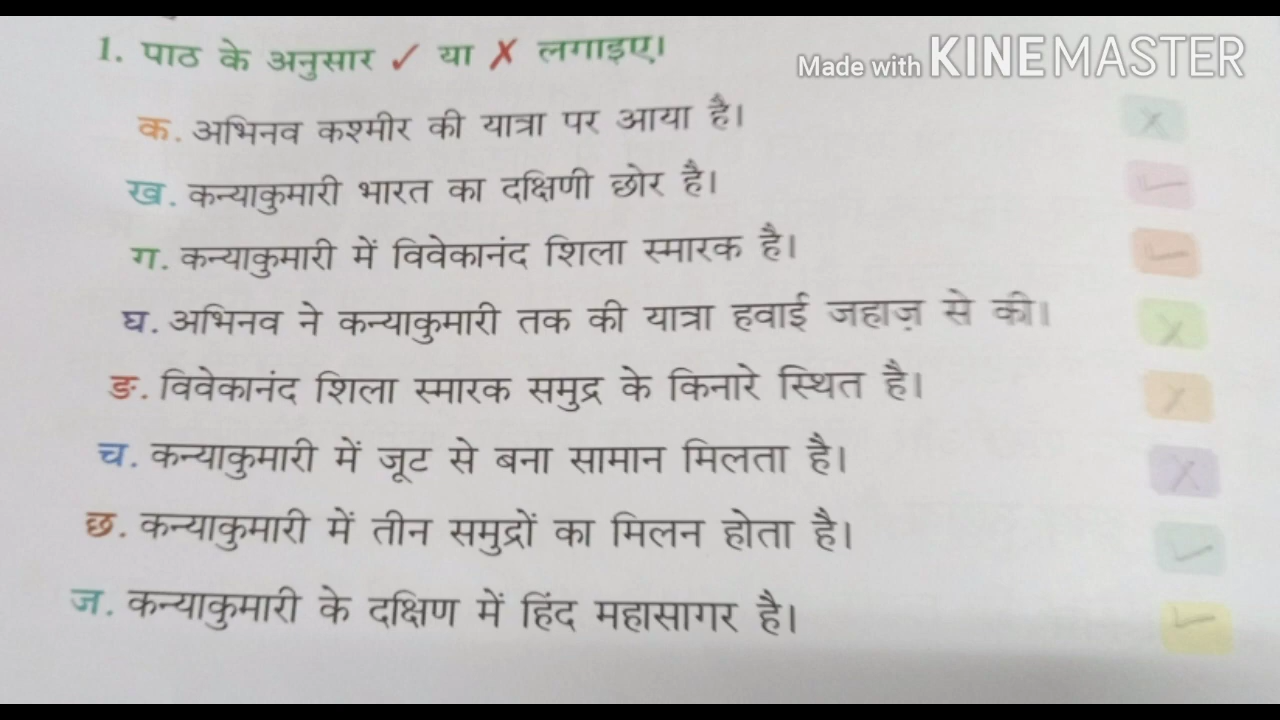 1. पाठ के अनुसार ✓ या ✗ लगाइए।
Made with KINEMASTER
क. अभिनव कश्मीर की यात्रा पर आया है। ✗
ख. कन्याकुमारी भारत का दक्षिणी छोर है। ✓
ग. कन्याकुमारी में विवेकानंद शिला स्मारक है। ✓
घ. अभिनव ने कन्याकुमारी तक की यात्रा हवाई जहाज़ से की। ✗
ङ. विवेकानंद शिला स्मारक समुद्र के किनारे स्थित है। ✗
च. कन्याकुमारी में जूट से बना सामान मिलता है। ✗
छ. कन्याकुमारी में तीन समुद्रों का मिलन होता है। ✓
ज. कन्याकुमारी के दक्षिण में हिंद महासागर है। ✓